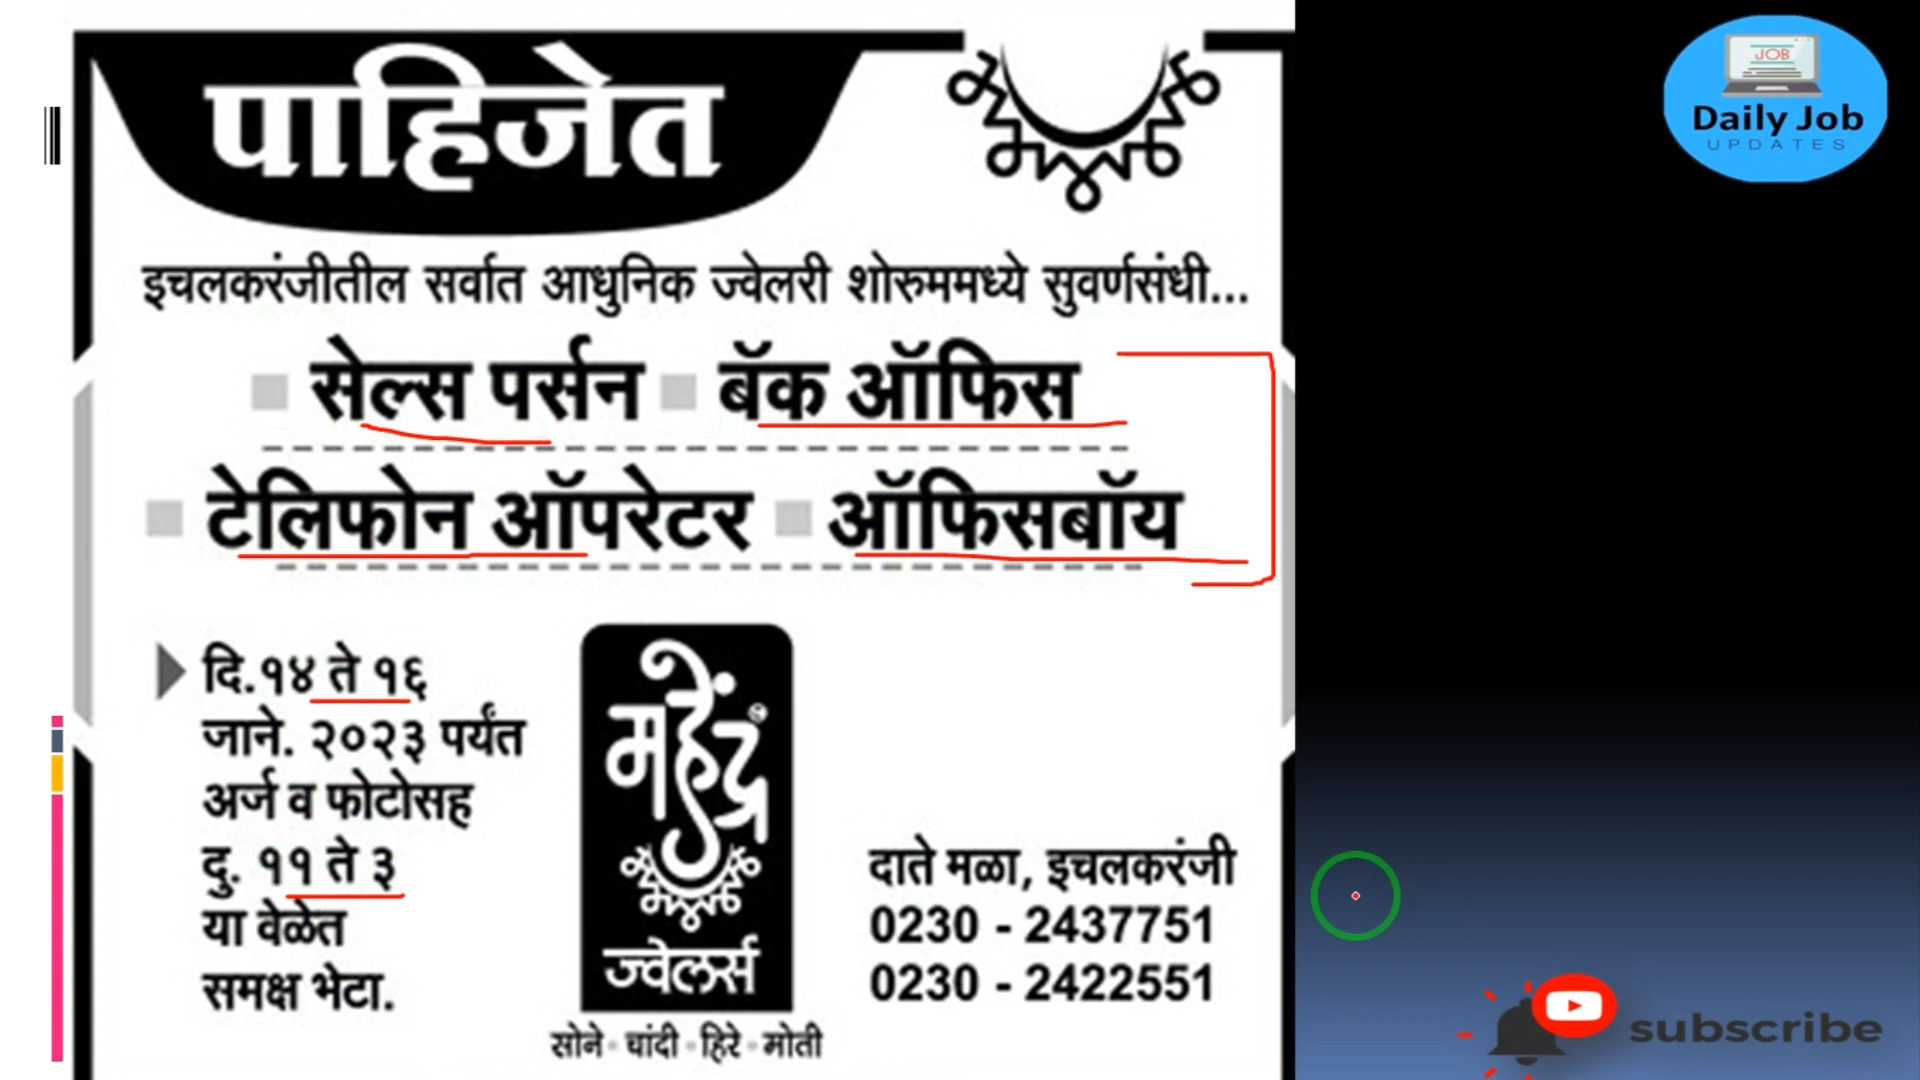 पाहिजेत
इचलकरंजीतील सर्वात आधुनिक ज्वेलरी शोरुममध्ये सुवर्णसंधी...
सेल्स पर्सन बॅक ऑफिस
टेलिफोन ऑपरेटर ऑफिसबॉय
दि.१४ ते १६
जाने. २०२३ पर्यंत
अर्ज व फोटोसह
दु. ११ ते ३
या वेळेत
समक्ष भेटा.
महेंद्र
ज्वेलर्स
सोने • चांदी • हिरे • मोती
दाते मळा, इचलकरंजी
0230 - 2437751
0230 - 2422551
JOB
Daily Job
UPDATES
subscribe